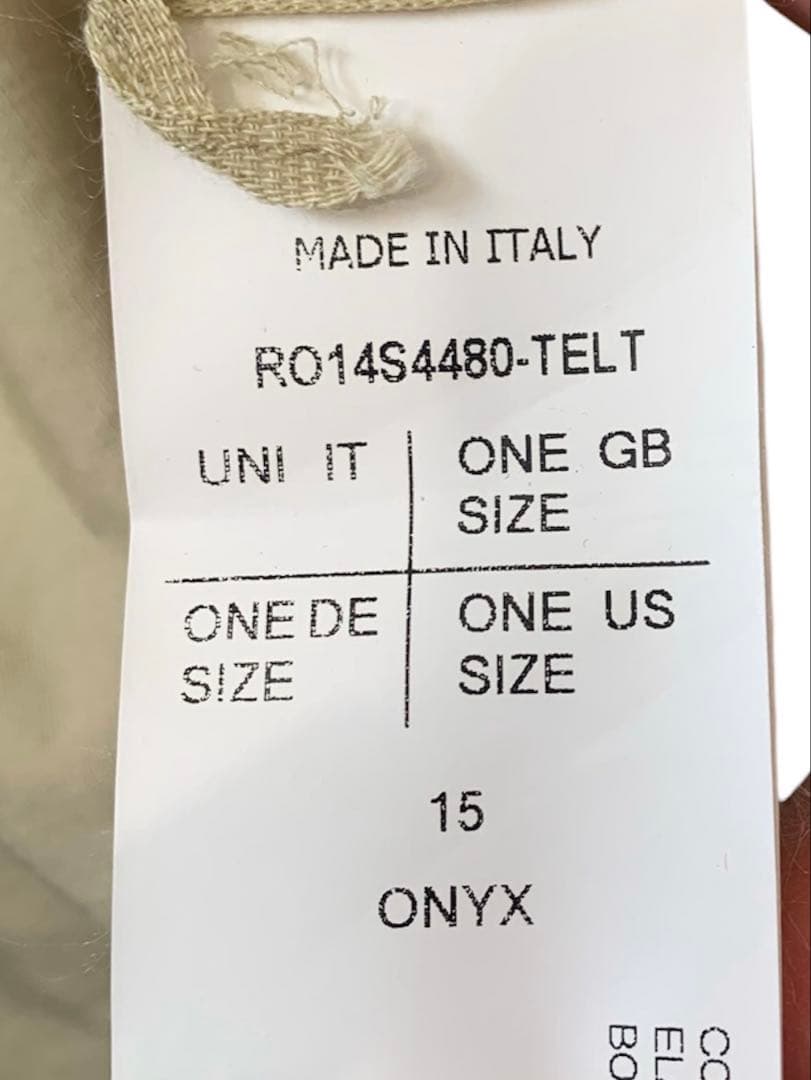 MADE IN ITALY
RO14S4480-TELT
UNI IT
ONE GB
SIZE
ONE DE
SIZE
ONE US
SIZE
15
ONYX